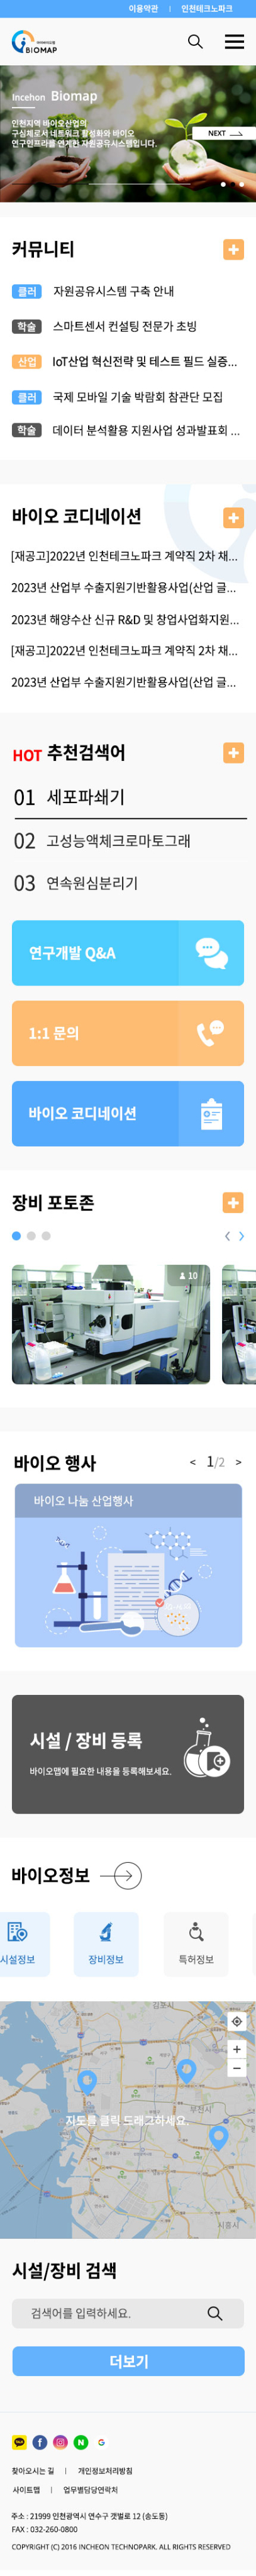 이용약관 | 인천테크노파크
BIOMAP
Incehon Biomap
인천지역 바이오산업의
구심체로서 네트워크 활성화와 바이오
연구인프라를 연계한 자원공유시스템입니다.
NEXT
커뮤니티
클러 자원공유시스템 구축 안내
학술 스마트센서 컨설팅 전문가 초빙
산업 IoT산업 혁신전략 및 테스트 필드 실증...
클러 국제 모바일 기술 박람회 참관단 모집
학술 데이터 분석활용 지원사업 성과발표회 ...
바이오 코디네이션
[재공고]2022년 인천테크노파크 계약직 2차 채...
2023년 산업부 수출지원기반활용사업(산업 글...
2023년 해양수산 신규 R&D 및 창업사업화지원...
[재공고]2022년 인천테크노파크 계약직 2차 채...
2023년 산업부 수출지원기반활용사업(산업 글...
HOT 추천검색어
01 세포파쇄기
02 고성능액체크로마토그래
03 연속원심분리기
연구개발 Q&A
1:1 문의
바이오 코디네이션
장비 포토존
10
바이오 행사
< 1/2 >
바이오 나눔 산업행사
시설 / 장비 등록
바이오맵에 필요한 내용을 등록해보세요.
바이오정보
시설정보
장비정보
특허정보
김포시
부천시
지도를 클릭 드래그하세요.
시흥시
시설/장비 검색
검색어를 입력하세요.
더보기
찾아오시는 길 | 개인정보처리방침
사이트맵 | 업무별담당연락처
주소 : 21999 인천광역시 연수구 갯벌로 12 (송도동)
FAX : 032-260-0800
COPYRIGHT (C) 2016 INCHEON TECHNOPARK. ALL RIGHTS RESERVED